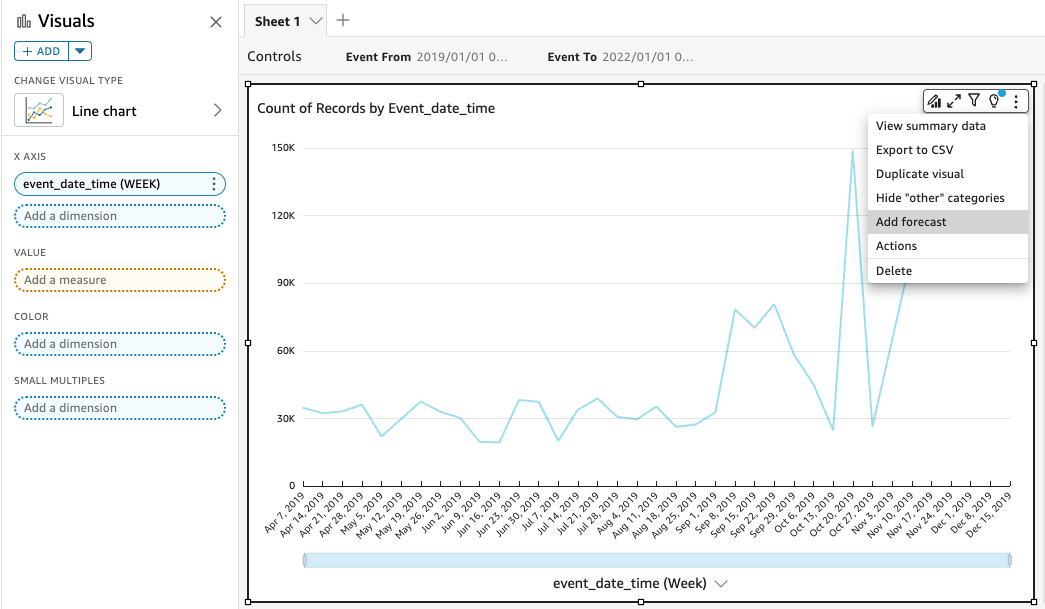 Visuals
+ ADD
CHANGE VISUAL TYPE
Line chart
X AXIS
event_date_time (WEEK)
Add a dimension
VALUE
Add a measure
COLOR
Add a dimension
SMALL MULTIPLES
Add a dimension
Sheet 1
Controls
Event From 2019/01/01 0...
Event To 2022/01/01 0...
Count of Records by Event_date_time
View summary data
Export to CSV
Duplicate visual
Hide "other" categories
Add forecast
Actions
Delete
150K
120K
90K
60K
30K
0
Apr 7, 2019
Apr 14, 2019
Apr 21, 2019
Apr 28, 2019
May 5, 2019
May 12, 2019
May 19, 2019
May 26, 2019
Jun 2, 2019
Jun 9, 2019
Jun 16, 2019
Jun 23, 2019
Jun 30, 2019
Jul 7, 2019
Jul 14, 2019
Jul 21, 2019
Jul 28, 2019
Aug 4, 2019
Aug 11, 2019
Aug 18, 2019
Aug 25, 2019
Sep 1, 2019
Sep 8, 2019
Sep 15, 2019
Sep 22, 2019
Sep 29, 2019
Oct 6, 2019
Oct 13, 2019
Oct 20, 2019
Oct 27, 2019
Nov 3, 2019
Nov 10, 2019
Nov 17, 2019
Nov 24, 2019
Dec 1, 2019
Dec 8, 2019
Dec 15, 2019
event_date_time (Week)